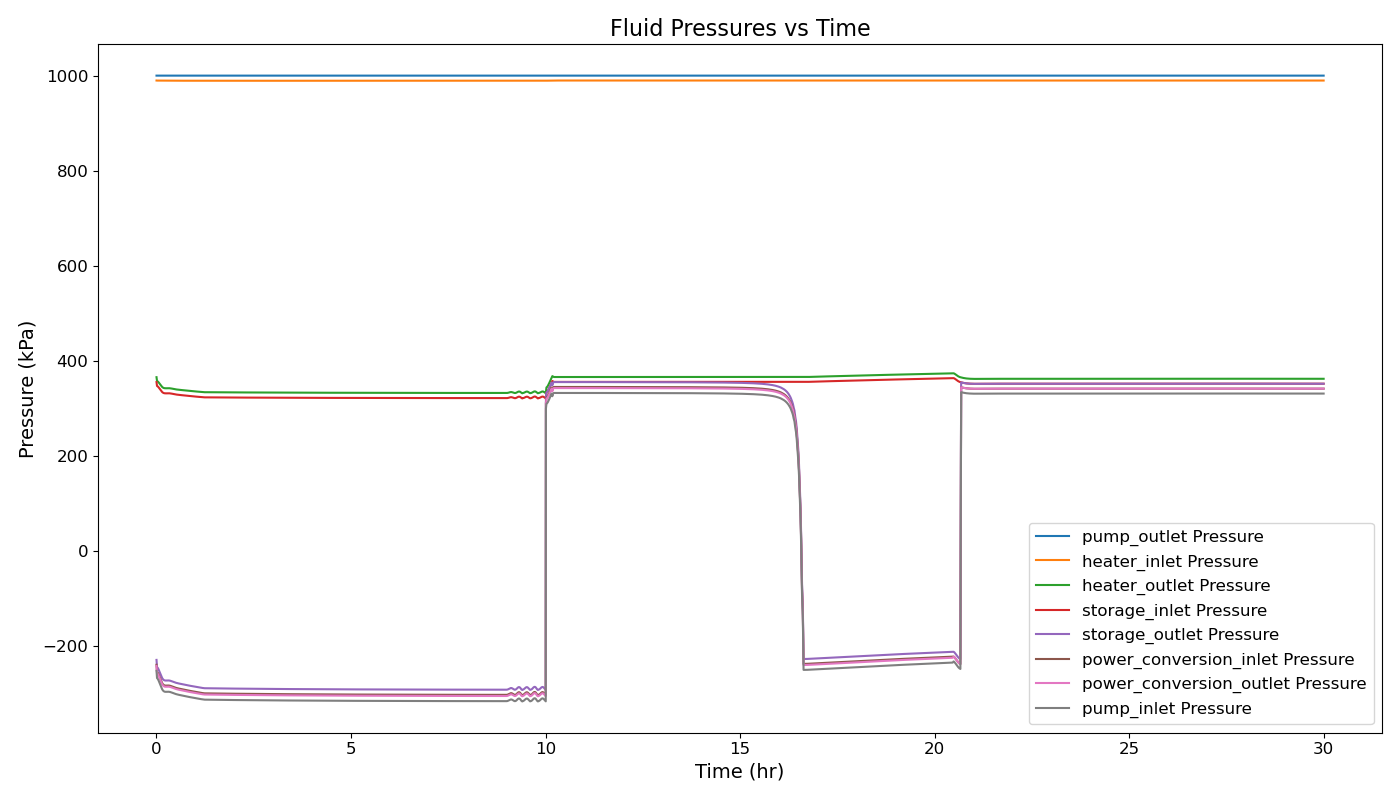 Fluid Pressures vs Time
Pressure (kPa)
1000
800
600
400
200
0
−200
0
5
10
15
20
25
30
Time (hr)
pump_outlet Pressure
heater_inlet Pressure
heater_outlet Pressure
storage_inlet Pressure
storage_outlet Pressure
power_conversion_inlet Pressure
power_conversion_outlet Pressure
pump_inlet Pressure